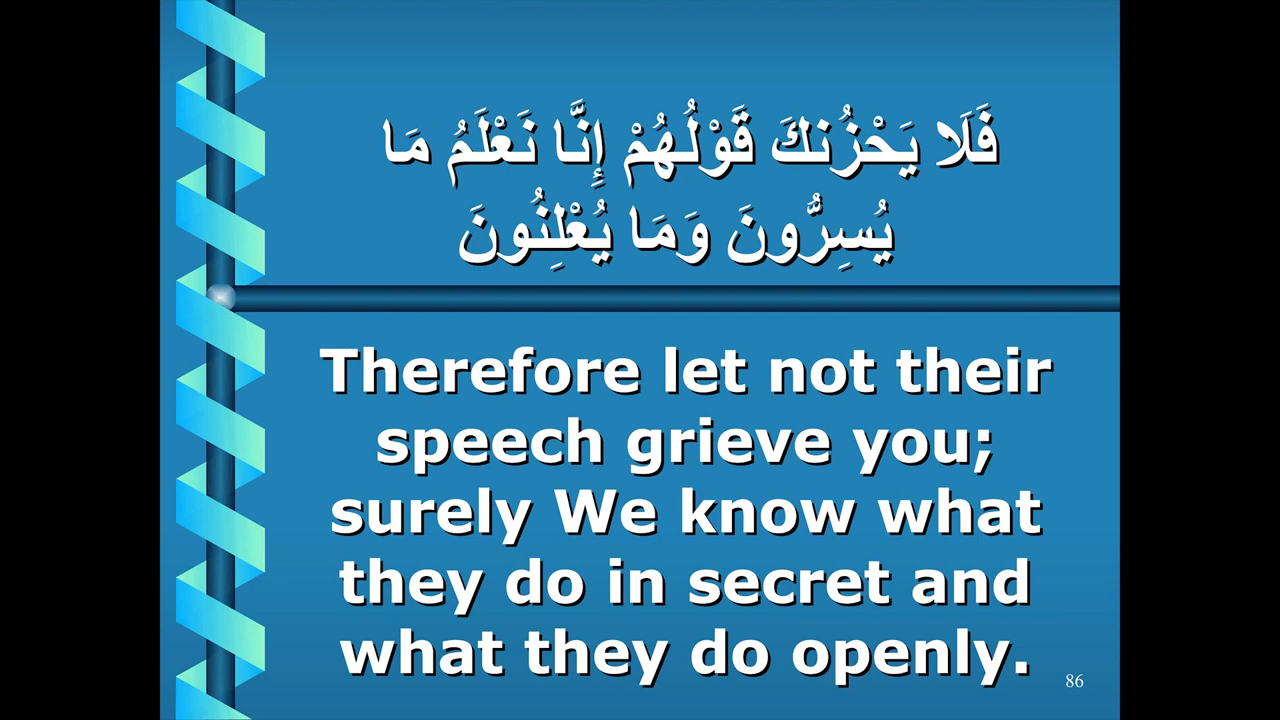 فَلَا يَحْزُنكَ قَوْلُهُمْ إِنَّا نَعْلَمُ مَا
يُسِرُّونَ وَمَا يُعْلِنُونَ
Therefore let not their
speech grieve you;
surely We know what
they do in secret and
what they do openly.
86